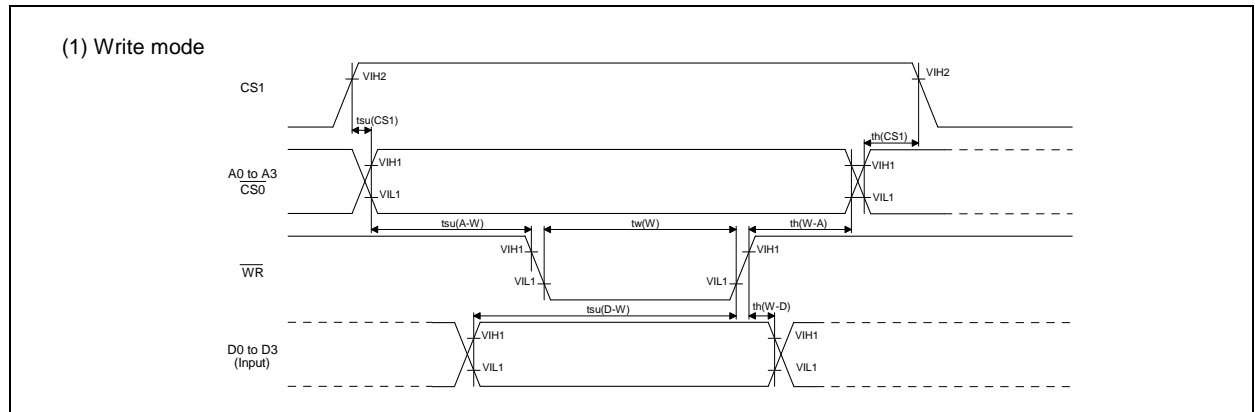 (1) Write mode
CS1
VIH2
VIH2
tsu(CS1)
th(CS1)
A0 to A3
CS0
VIH1
VIL1
VIH1
VIL1
tsu(A-W)
tw(W)
th(W-A)
WR
VIH1
VIL1
VIL1
VIH1
tsu(D-W)
th(W-D)
D0 to D3
(Input)
VIH1
VIL1
VIH1
VIL1